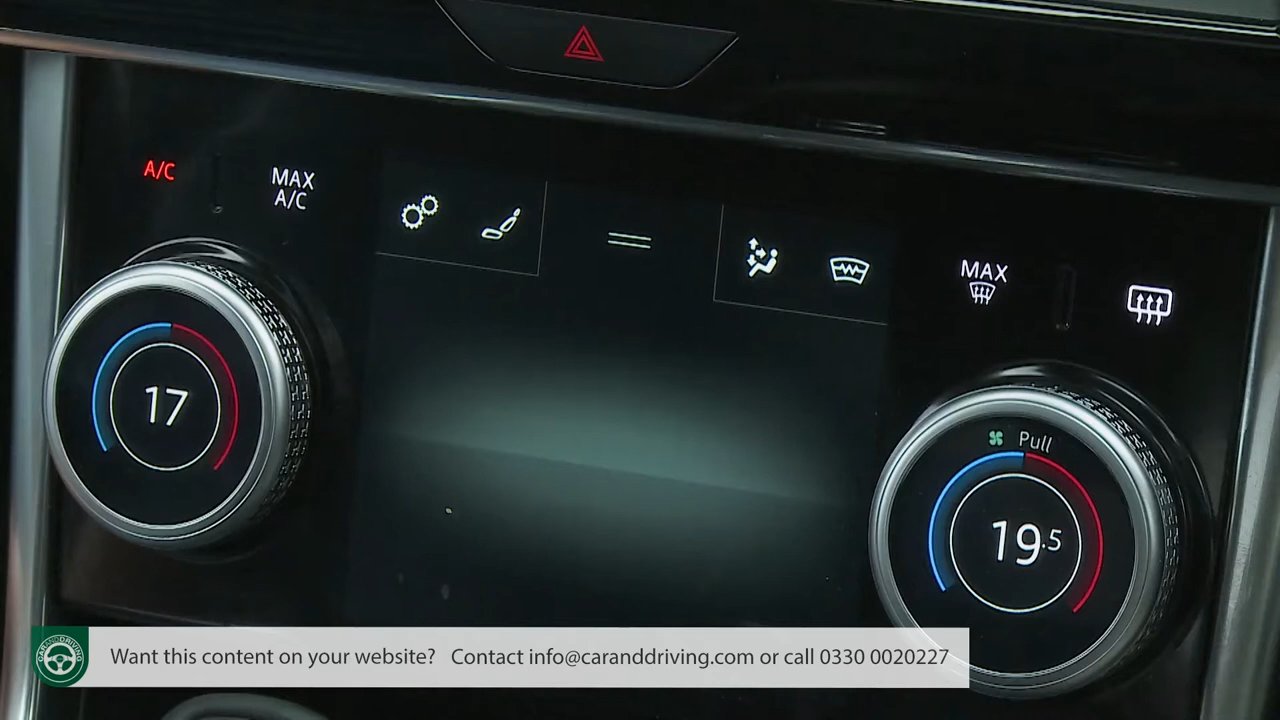 A/C
MAX
A/C
MAX
17
Pull
19.5
CARANDDRIVING
Want this content on your website? Contact info@caranddriving.com or call 0330 0020227